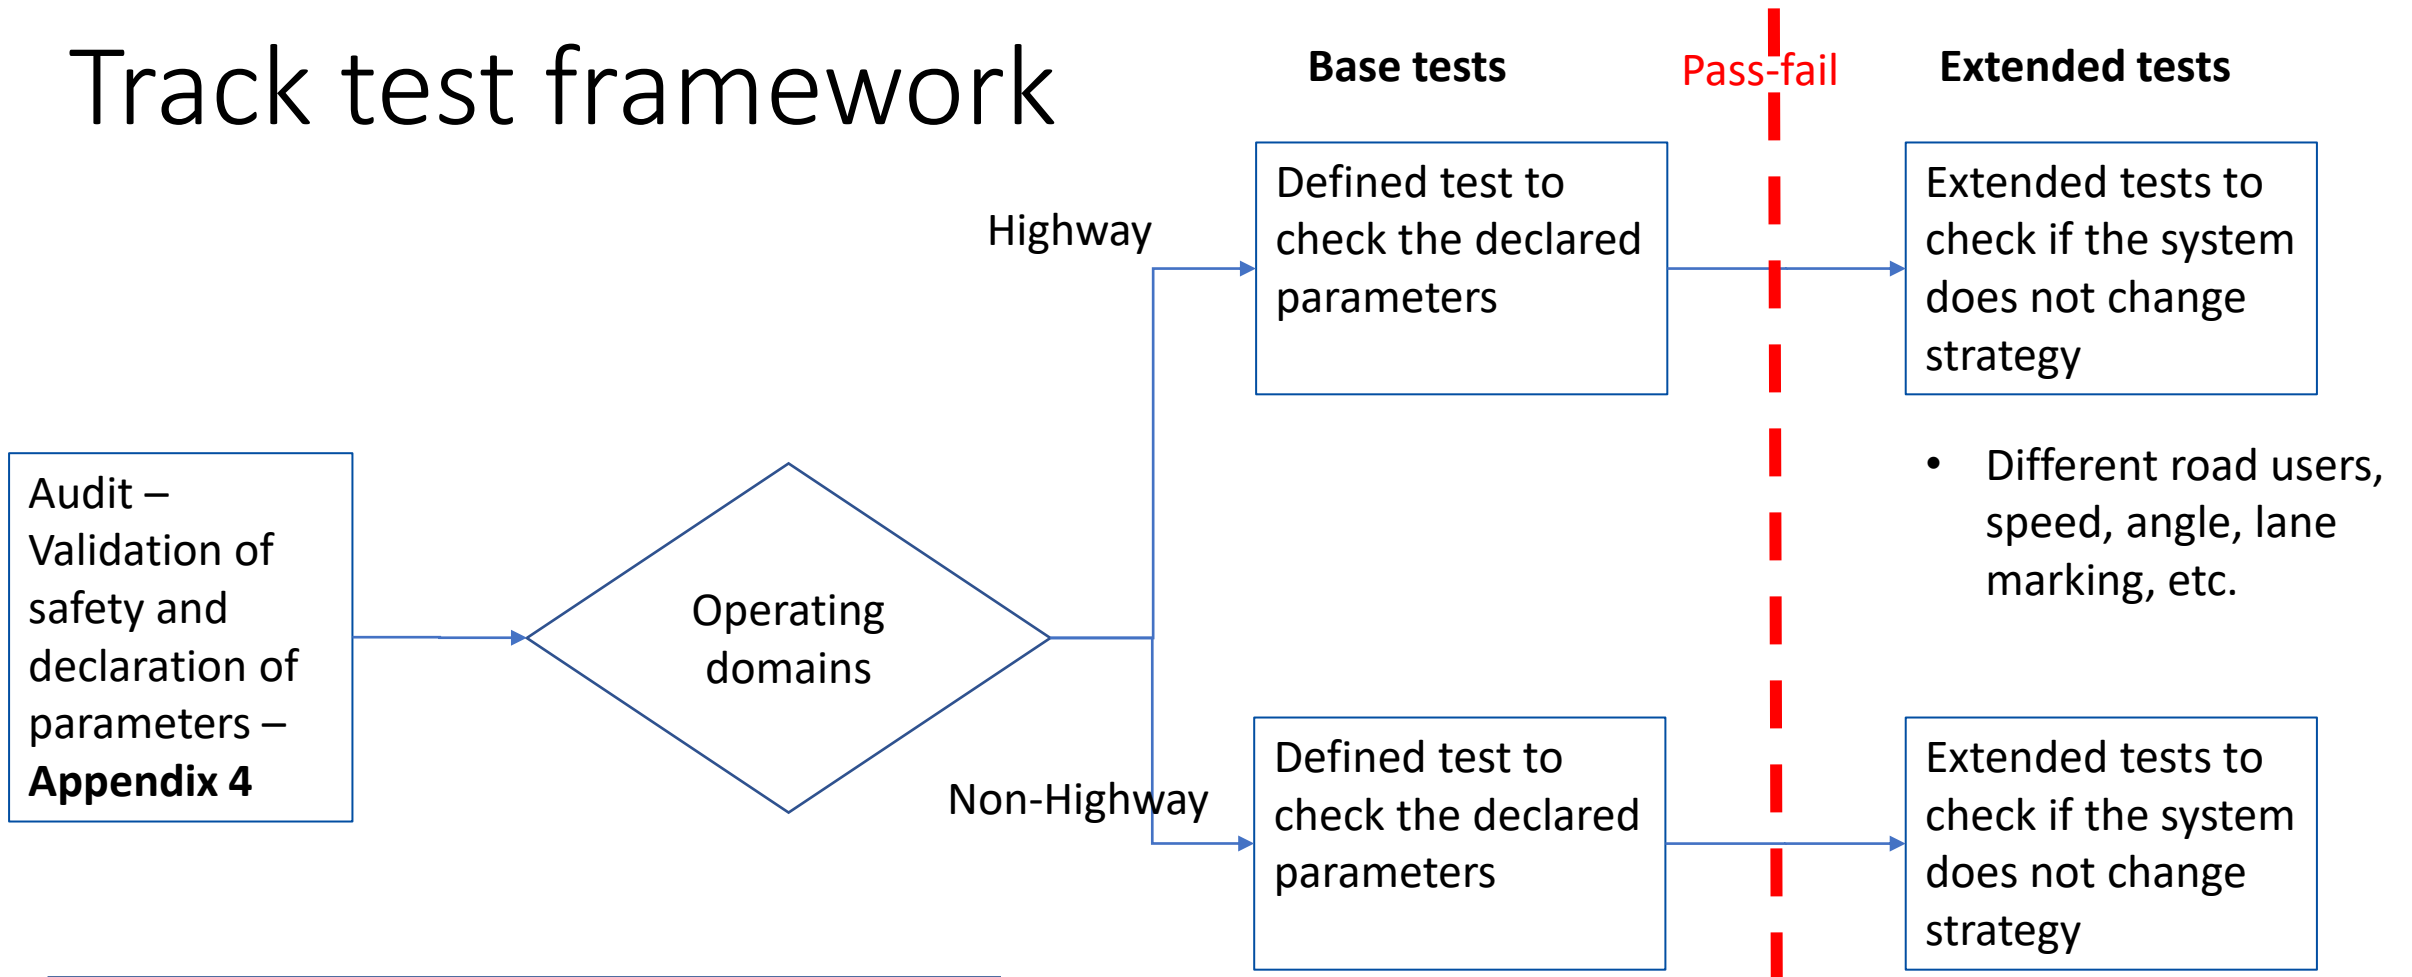 Track test framework
Base tests
Pass-fail
Extended tests
Highway
Defined test to
check the declared
parameters
Extended tests to
check if the system
does not change
strategy
• Different road users,
speed, angle, lane
marking, etc.
Audit –
Validation of
safety and
declaration of
parameters –
Appendix 4
Operating
domains
Non-Highway
Defined test to
check the declared
parameters
Extended tests to
check if the system
does not change
strategy